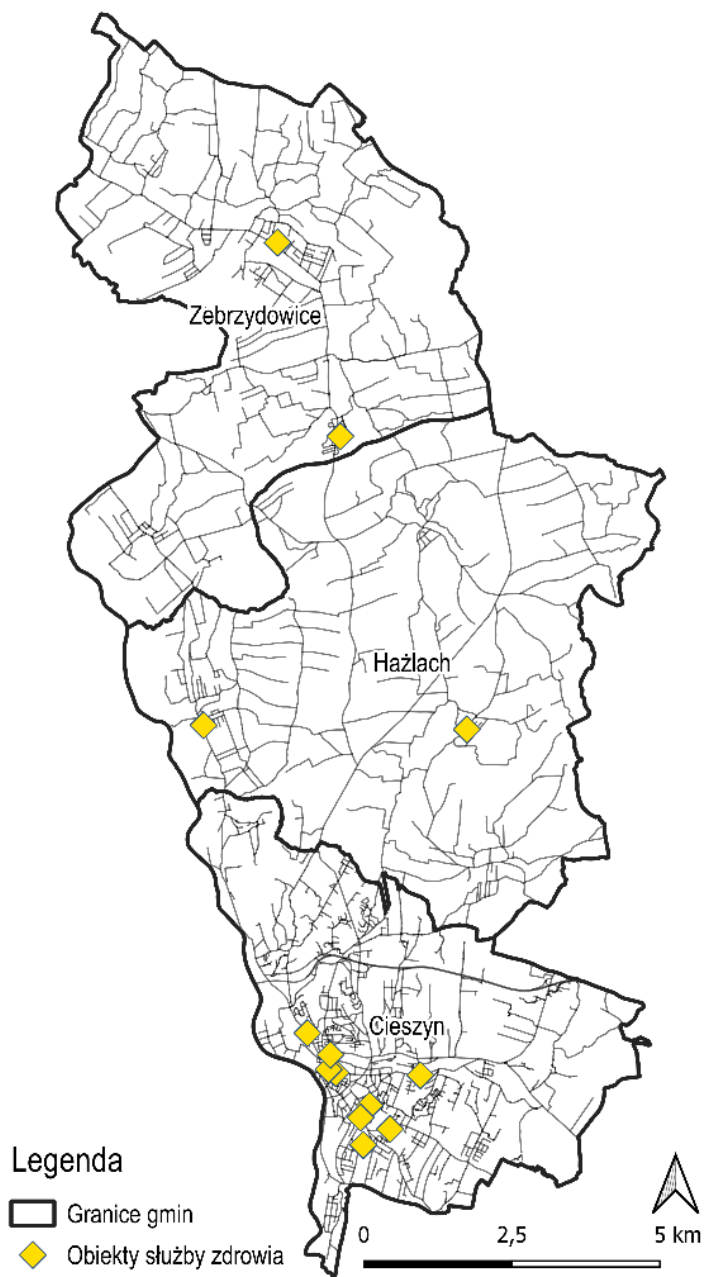 Zebrzydowice
Hażlach
Cieszyn
Legenda
Granice gmin
Obiekty służby zdrowia
0 2,5 5 km